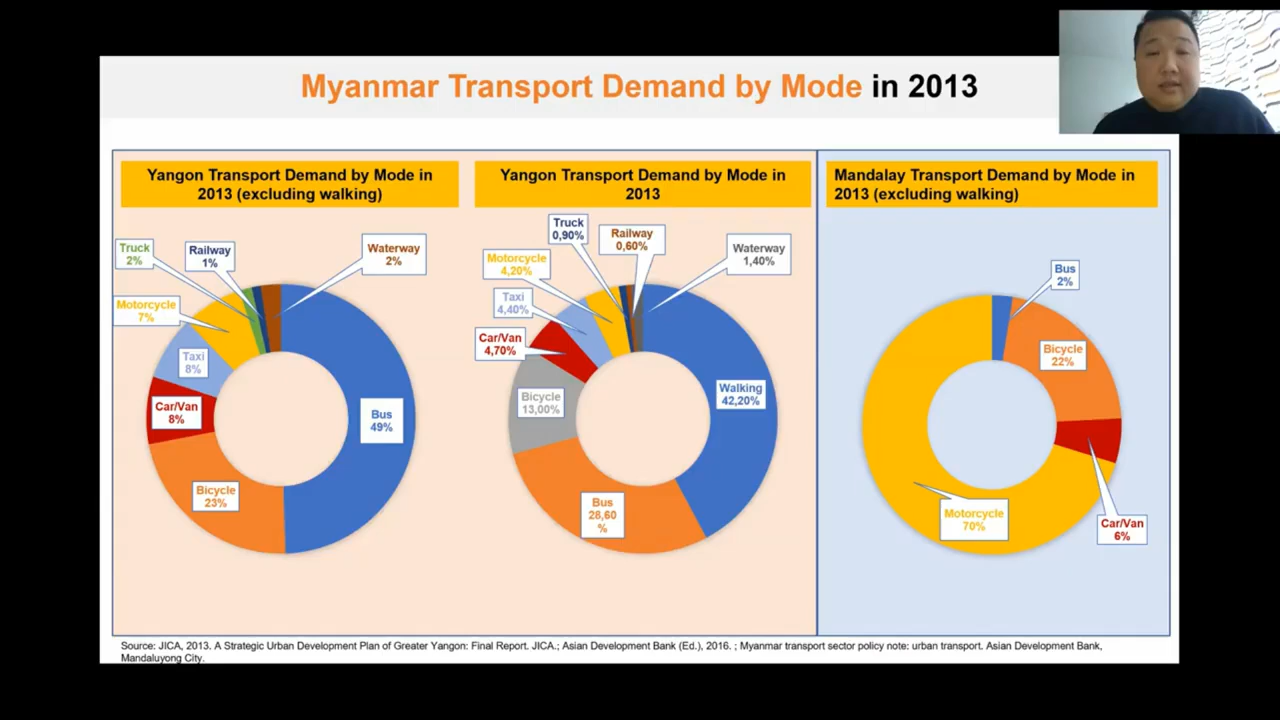 Myanmar Transport Demand by Mode in 2013
Yangon Transport Demand by Mode in
2013 (excluding walking)
Truck
2%
Railway
1%
Waterway
2%
Motorcycle
7%
Taxi
8%
Car/Van
8%
Bus
49%
Bicycle
23%
Yangon Transport Demand by Mode in
2013
Truck
0,90%
Railway
0,60%
Waterway
1,40%
Motorcycle
4,20%
Taxi
4,40%
Car/Van
4,70%
Bicycle
13,00%
Walking
42,20%
Bus
28,60
%
Mandalay Transport Demand by Mode in
2013 (excluding walking)
Bus
2%
Bicycle
22%
Motorcycle
70%
Car/Van
6%
Source: JICA, 2013. A Strategic Urban Development Plan of Greater Yangon: Final Report. JICA.; Asian Development Bank (Ed.), 2016. ; Myanmar transport sector policy note: urban transport. Asian Development Bank,
Mandaluyong City.